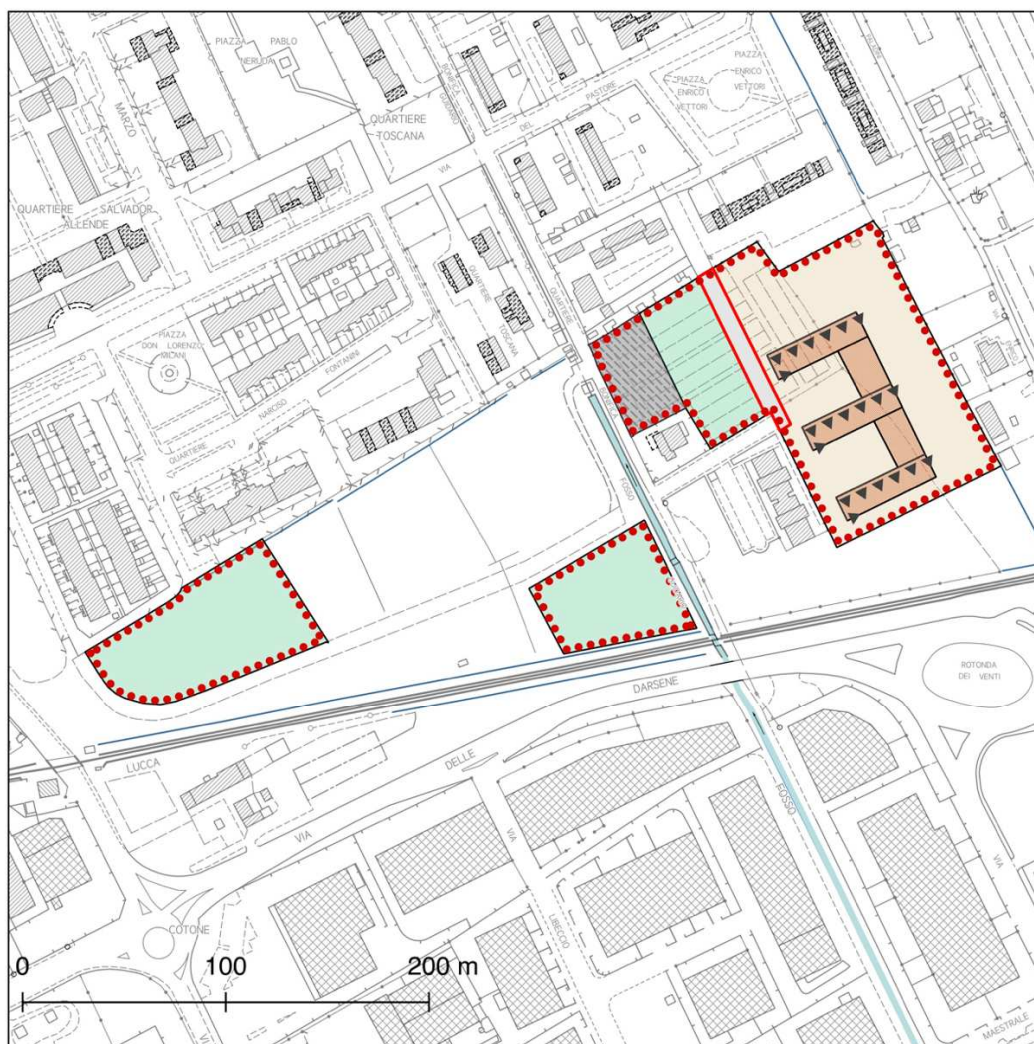 PIAZZA PABLO
NERUDA
MARZO
QUARTIERE
TOSCANA
VIA
DEL
PASTORE
PIAZZA
ENRICO
VETTORI
PIAZZA
ENRICO
VETTORI
QUARTIERE SALVADOR
ALLENDE
QUARTIERE
TOSCANA
QUARTIERE
PIAZZA
DON LORENZO
MILANI
FONTANINI
NARCISO
QUARTIERE
FOSSO
ROTONDA
DEI VENTI
DARSENE
LUCCA
DELLE
VIA
VIA
FOSSO
VIA
COTONE
LIBECCIO
MAESTRALE
0 100 200 m